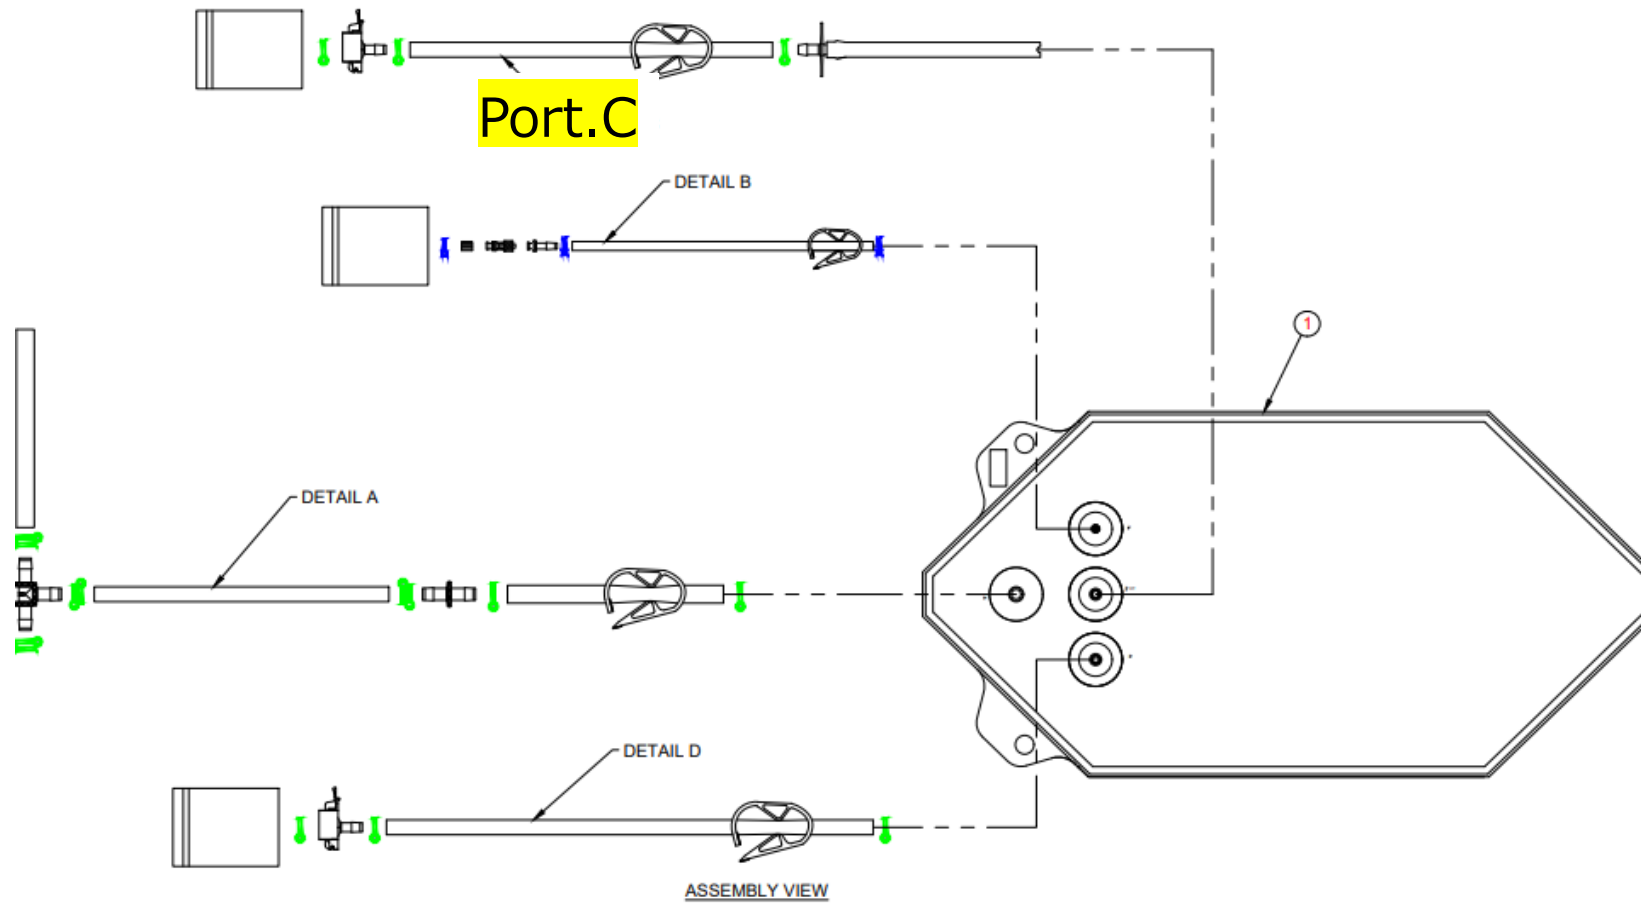 Port.C
DETAIL B
1
DETAIL A
DETAIL D
ASSEMBLY VIEW